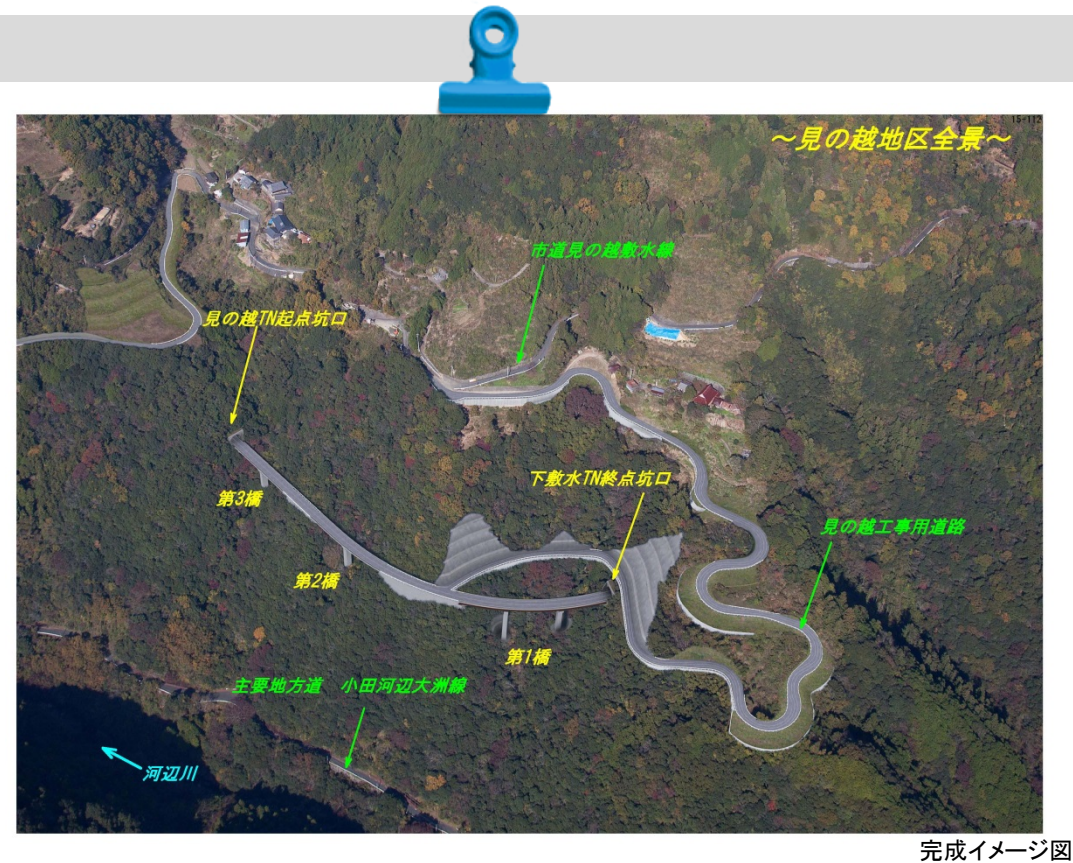 15-112
～見の越地区全景～
市道見の越敷水線
見の越TN起点坑口
下敷水TN終点坑口
第3橋
見の越工事用道路
第2橋
第1橋
主要地方道　小田河辺大洲線
河辺川
完成イメージ図